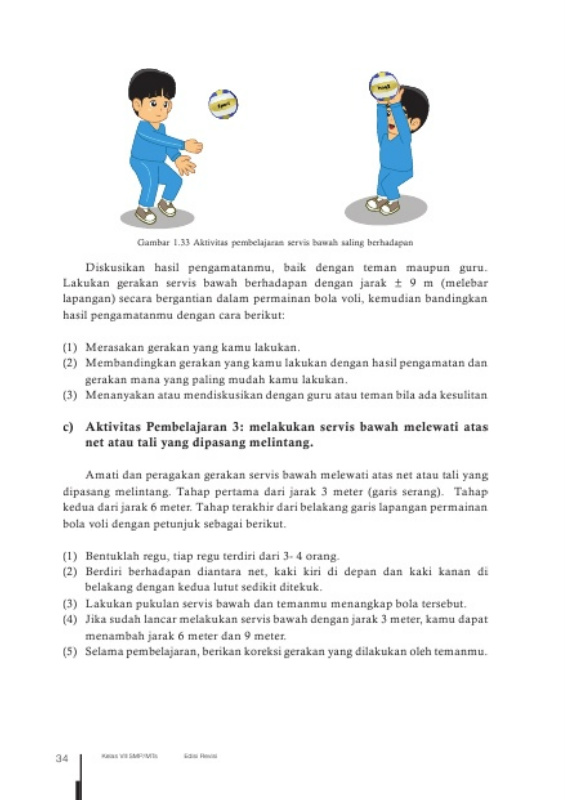 Gambar 1.33 Aktivitas pembelajaran servis bawah saling berhadapan
Diskusikan hasil pengamatanmu, baik dengan teman maupun guru.
Lakukan gerakan servis bawah berhadapan dengan jarak ± 9 m (melebar
lapangan) secara bergantian dalam permainan bola voli, kemudian bandingkan
hasil pengamatanmu dengan cara berikut:
(1) Merasakan gerakan yang kamu lakukan.
(2) Membandingkan gerakan yang kamu lakukan dengan hasil pengamatan dan
gerakan mana yang paling mudah kamu lakukan.
(3) Menanyakan atau mendiskusikan dengan guru atau teman bila ada kesulitan
c) Aktivitas Pembelajaran 3: melakukan servis bawah melewati atas
net atau tali yang dipasang melintang.
Amati dan peragakan gerakan servis bawah melewati atas net atau tali yang
dipasang melintang. Tahap pertama dari jarak 3 meter (garis serang). Tahap
kedua dari jarak 6 meter. Tahap terakhir dari belakang garis lapangan permainan
bola voli dengan petunjuk sebagai berikut.
(1) Bentuklah regu, tiap regu terdiri dari 3- 4 orang.
(2) Berdiri berhadapan diantara net, kaki kiri di depan dan kaki kanan di
belakang dengan kedua lutut sedikit ditekuk.
(3) Lakukan pukulan servis bawah dan temanmu menangkap bola tersebut.
(4) Jika sudah lancar melakukan servis bawah dengan jarak 3 meter, kamu dapat
menambah jarak 6 meter dan 9 meter.
(5) Selama pembelajaran, berikan koreksi gerakan yang dilakukan oleh temanmu.
34 Kelas VII SMP/MTs Edisi Revisi